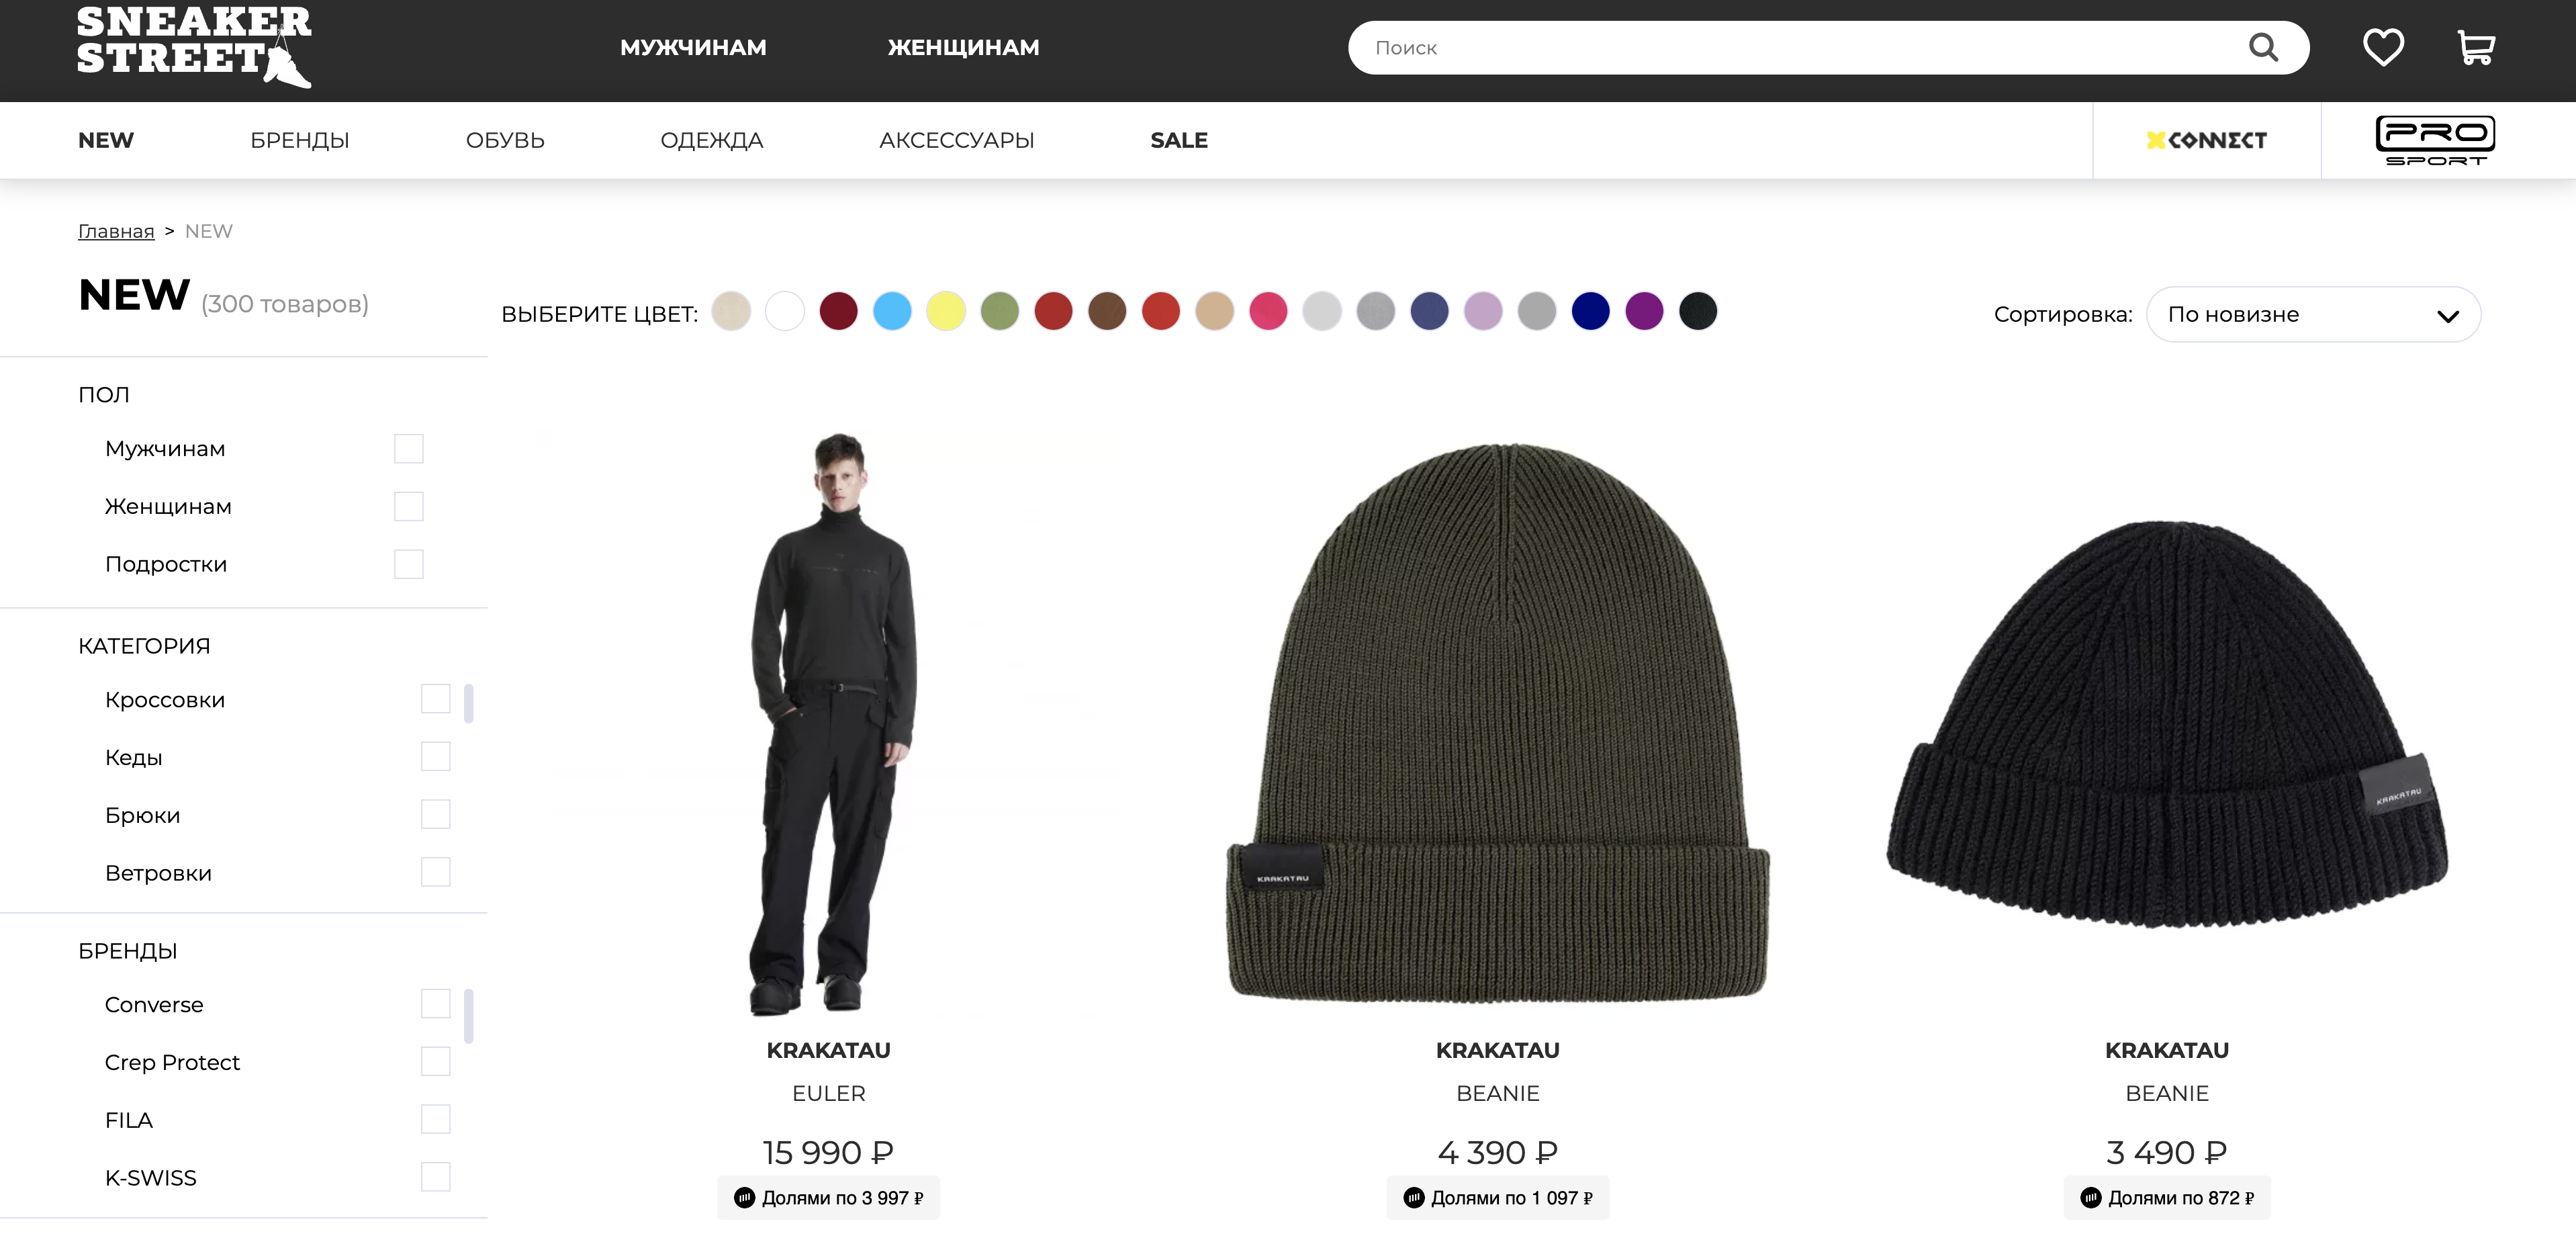 SNEAKER
STREET
МУЖЧИНАМ
ЖЕНЩИНАМ
Поиск
NEW
БРЕНДЫ
ОБУВЬ
ОДЕЖДА
АКСЕССУАРЫ
SALE
CONNECT
PRO
SPORT
Главная > NEW
NEW (300 товаров)
ВЫБЕРИТЕ ЦВЕТ:
Сортировка:
По новизне
ПОЛ
Мужчинам
Женщинам
Подростки
КАТЕГОРИЯ
Кроссовки
Кеды
Брюки
Ветровки
БРЕНДЫ
Converse
Crep Protect
FILA
K-SWISS
KRAKATAU
EULER
15 990 ₽
Долями по 3 997 ₽
KRAKATAU
KRAKATAU
BEANIE
4 390 ₽
Долями по 1 097 ₽
KRAKATAU
KRAKATAU
BEANIE
3 490 ₽
Долями по 872 ₽